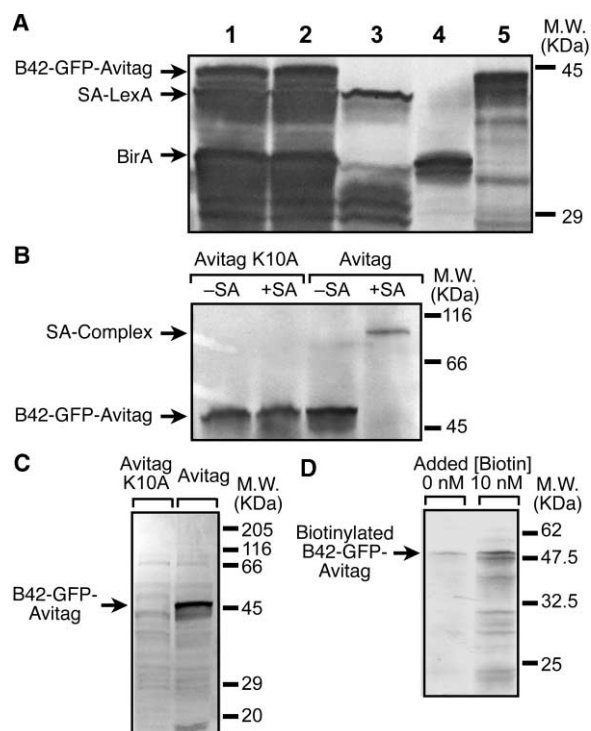 A
1 2 3 4 5
M.W.
(KDa)
B42-GFP-Avitag
45
SA-LexA
BirA
29
B
Avitag K10A Avitag
M.W.
(KDa)
–SA +SA –SA +SA
116
SA-Complex
66
B42-GFP-Avitag
45
C
Avitag
K10A
Avitag
M.W.
(KDa)
205
116
66
B42-GFP-
Avitag
45
29
20
D
Added [Biotin]
0 nM 10 nM
M.W.
(KDa)
62
Biotinylated
B42-GFP-
Avitag
47.5
32.5
25